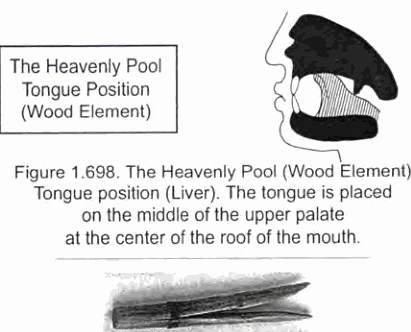 The Heavenly Pool
Tongue Position
(Wood Element)
Figure 1.698. The Heavenly Pool (Wood Element)
Tongue position (Liver). The tongue is placed
on the middle of the upper palate
at the center of the roof of the mouth.